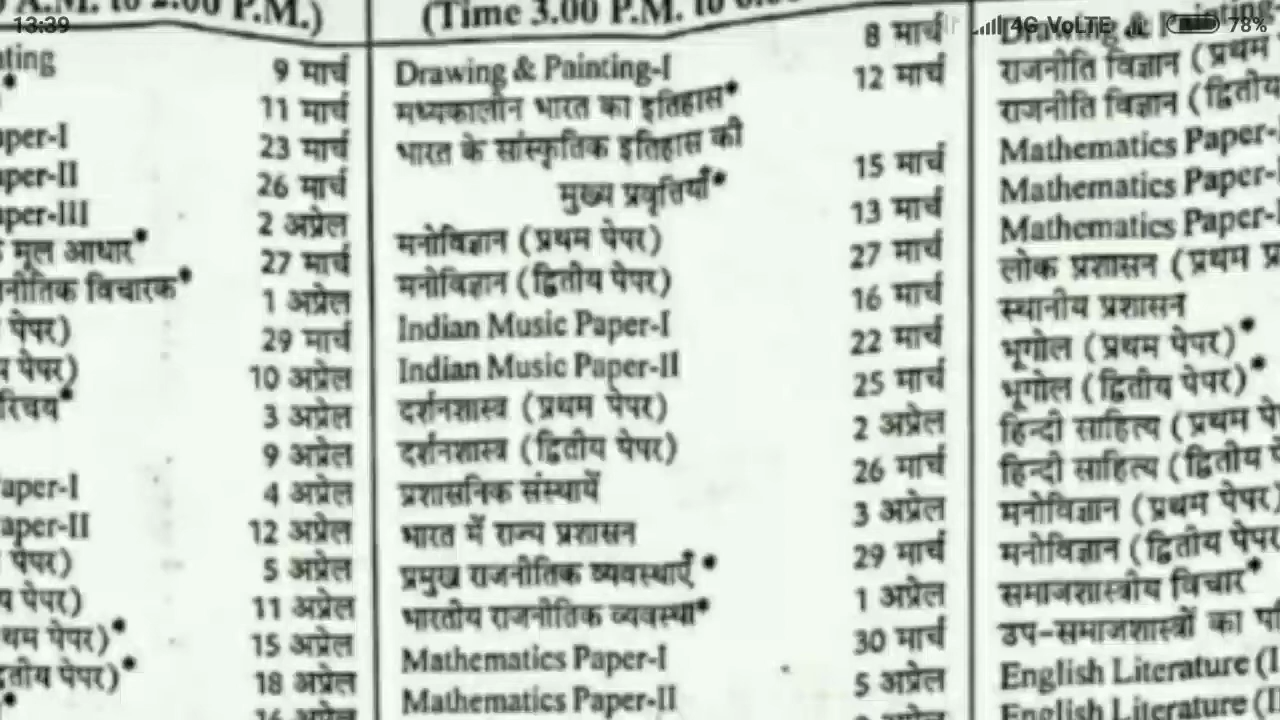 P.M.)
9 मार्च
11 मार्च
aper-I 23 मार्च
aper-II 26 मार्च
aper-III 2 अप्रेल
मूल आधार* 27 मार्च
विचारक* 1 अप्रेल
पेपर) 29 मार्च
पेपर) 10 अप्रेल
3 अप्रेल
9 अप्रेल
aper-I 4 अप्रेल
aper-II 12 अप्रेल
पेपर) 5 अप्रेल
पेपर) 11 अप्रेल
पेपर)* 15 अप्रेल
पेपर)* 18 अप्रेल
(Time 3.00 P.M. to
Drawing & Painting-I 8 मार्च
मध्यकालीन भारत का इतिहास* 12 मार्च
भारत के सांस्कृतिक इतिहास की
मुख्य प्रवृत्तियाँ* 15 मार्च
मनोविज्ञान (प्रथम पेपर) 13 मार्च
मनोविज्ञान (द्वितीय पेपर) 27 मार्च
Indian Music Paper-I 16 मार्च
Indian Music Paper-II 22 मार्च
दर्शनशास्त्र (प्रथम पेपर) 25 मार्च
दर्शनशास्त्र (द्वितीय पेपर) 2 अप्रेल
प्रशासनिक संस्थायें 26 मार्च
भारत में राज्य प्रशासन 3 अप्रेल
प्रमुख राजनीतिक व्यवस्थाएँ * 29 मार्च
भारतीय राजनीतिक व्यवस्था* 1 अप्रेल
Mathematics Paper-I 30 मार्च
Mathematics Paper-II 5 अप्रेल
राजनीति विज्ञान (प्रथम
राजनीति विज्ञान (द्वितीय
Mathematics Paper-
Mathematics Paper-
Mathematics Paper-
लोक प्रशासन (प्रथम
स्थानीय प्रशासन
भूगोल (प्रथम पेपर)*
भूगोल (द्वितीय पेपर)*
हिन्दी साहित्य (प्रथम
हिन्दी साहित्य (द्वितीय
मनोविज्ञान (प्रथम पेपर)
मनोविज्ञान (द्वितीय पेपर
समाजशास्त्रीय विचार*
उप-समाजशास्त्रों का
English Literature (I
English Literature (I
13:39
4G VoLTE
78%